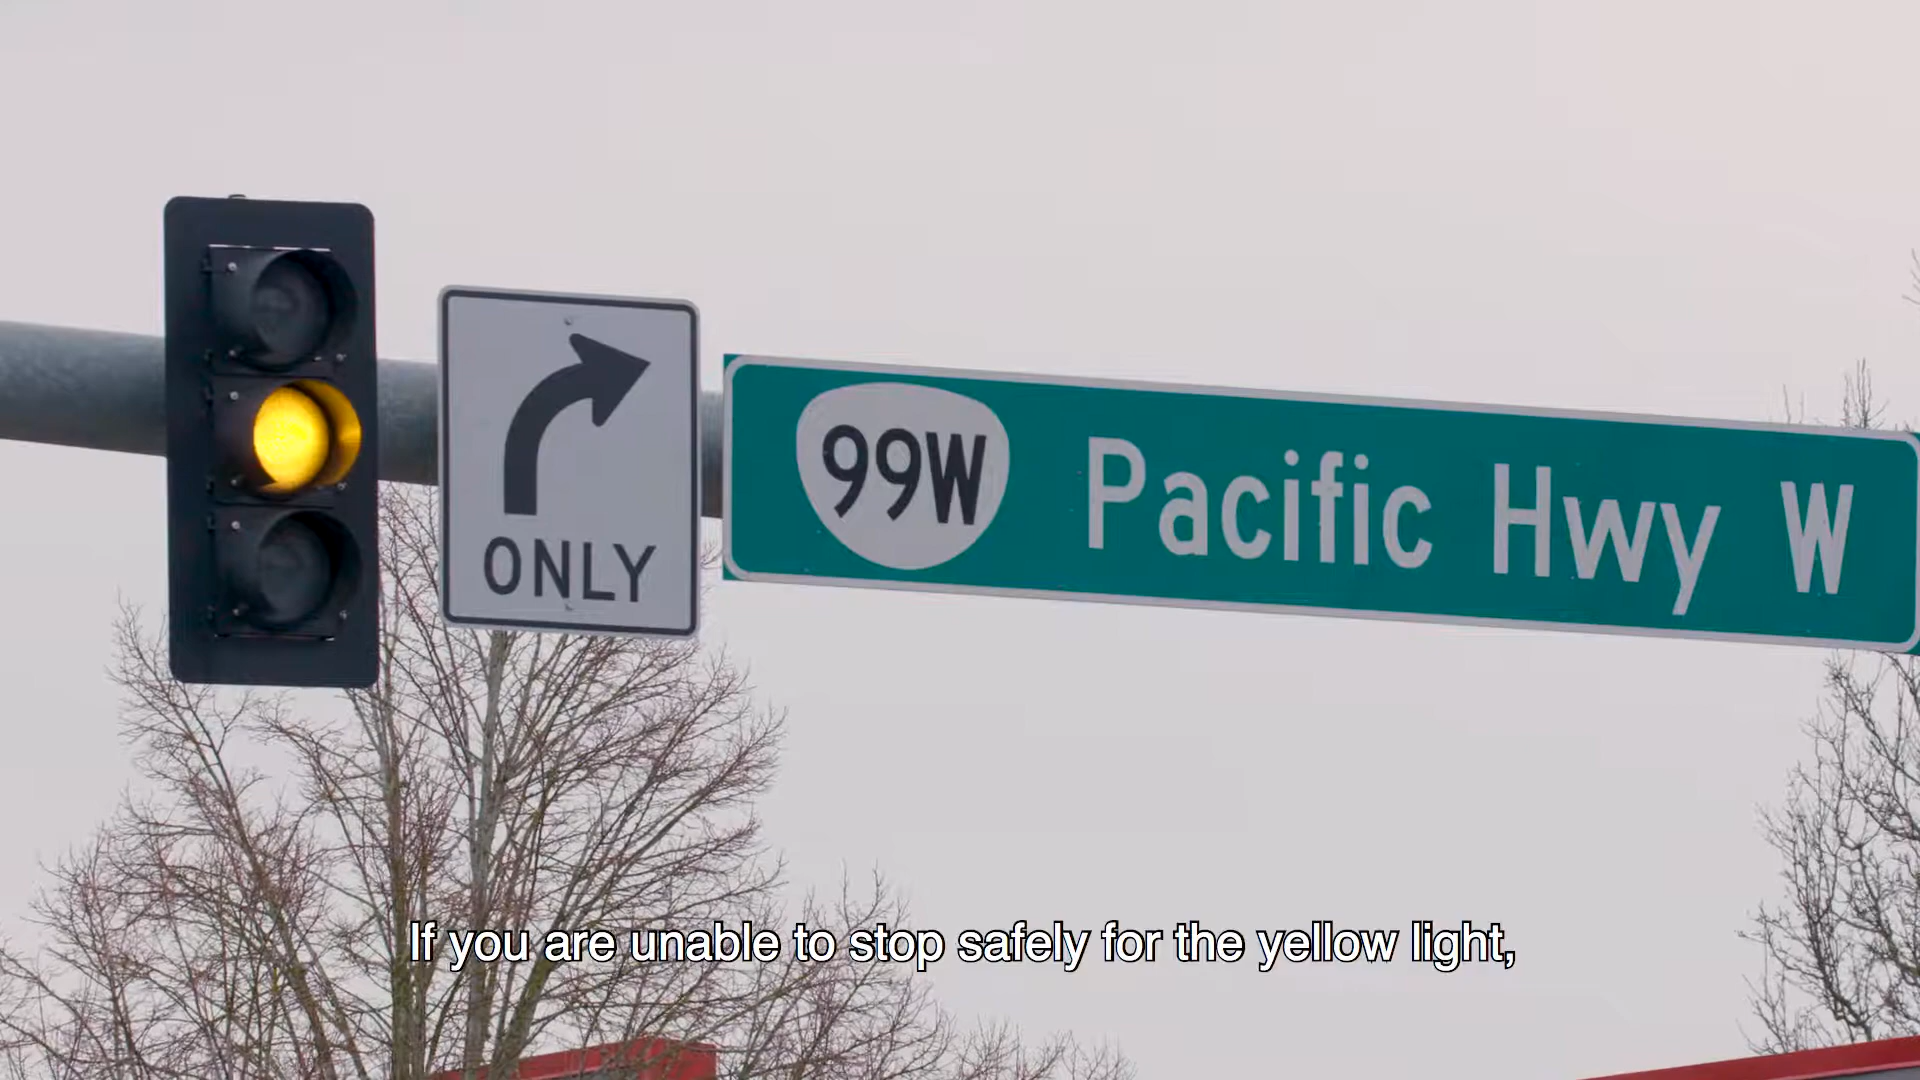 ONLY
99W Pacific Hwy W
If you are unable to stop safely for the yellow light,